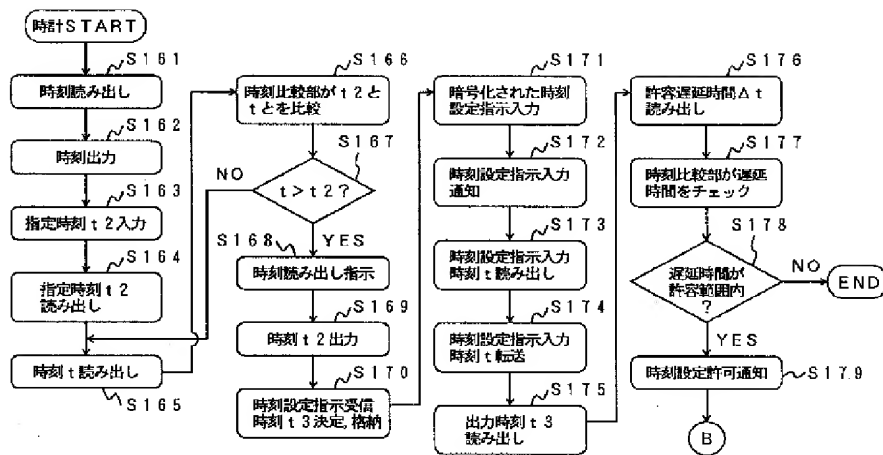 時計START
S161
時刻読み出し
S162
時刻出力
S163
指定時刻t2入力
S164
指定時刻t2
読み出し
時刻t読み出し
S165
S166
時刻比較部がt2と
tとを比較
S167
NO
t>t2?
S168
YES
時刻読み出し指示
S169
時刻t2出力
S170
時刻設定指示受信
時刻t3決定,格納
S171
暗号化された時刻
設定指示入力
S172
時刻設定指示入力
通知
S173
時刻設定指示入力
時刻t読み出し
S174
時刻設定指示入力
時刻t転送
S175
出力時刻t3
読み出し
S176
許容遅延時間Δt
読み出し
S177
時刻比較部が遅延
時間をチェック
S178
遅延時間が
許容範囲内
?
NO
END
YES
時刻設定許可通知
S179
B